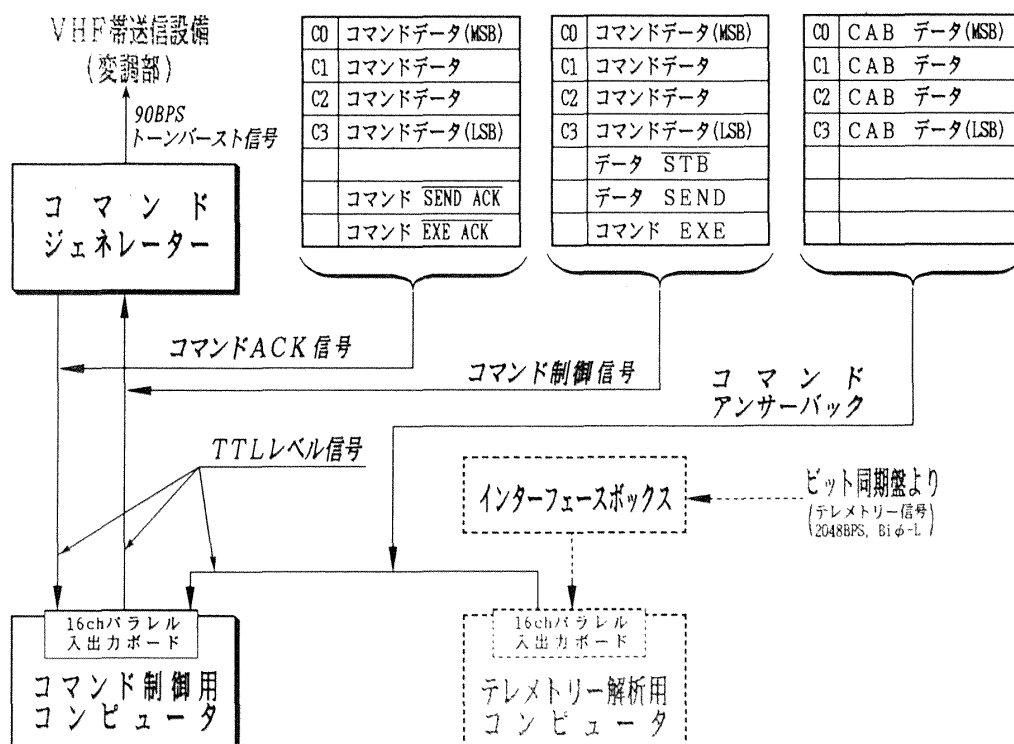 VHF帯送信設備
(変調部)
90BPS
トーンバースト信号
コマンド
ジェネレーター
C0 コマンドデータ(MSB)
C1 コマンドデータ
C2 コマンドデータ
C3 コマンドデータ(LSB)
コマンド SEND ACK
コマンド EXE ACK
C0 コマンドデータ(MSB)
C1 コマンドデータ
C2 コマンドデータ
C3 コマンドデータ(LSB)
データ STB
データ SEND
コマンド EXE
C0 CAB データ(MSB)
C1 CAB データ
C2 CAB データ
C3 CAB データ(LSB)
コマンドACK信号
コマンド制御信号
コマンド
アンサーバック
TTLレベル信号
インターフェースボックス
ビット同期盤より
(テレメトリー信号
2048BPS, Biφ-L)
16chパラレル
入出力ボード
コマンド制御用
コンピュータ
16chパラレル
入出力ボード
テレメトリー解析用
コンピュータ